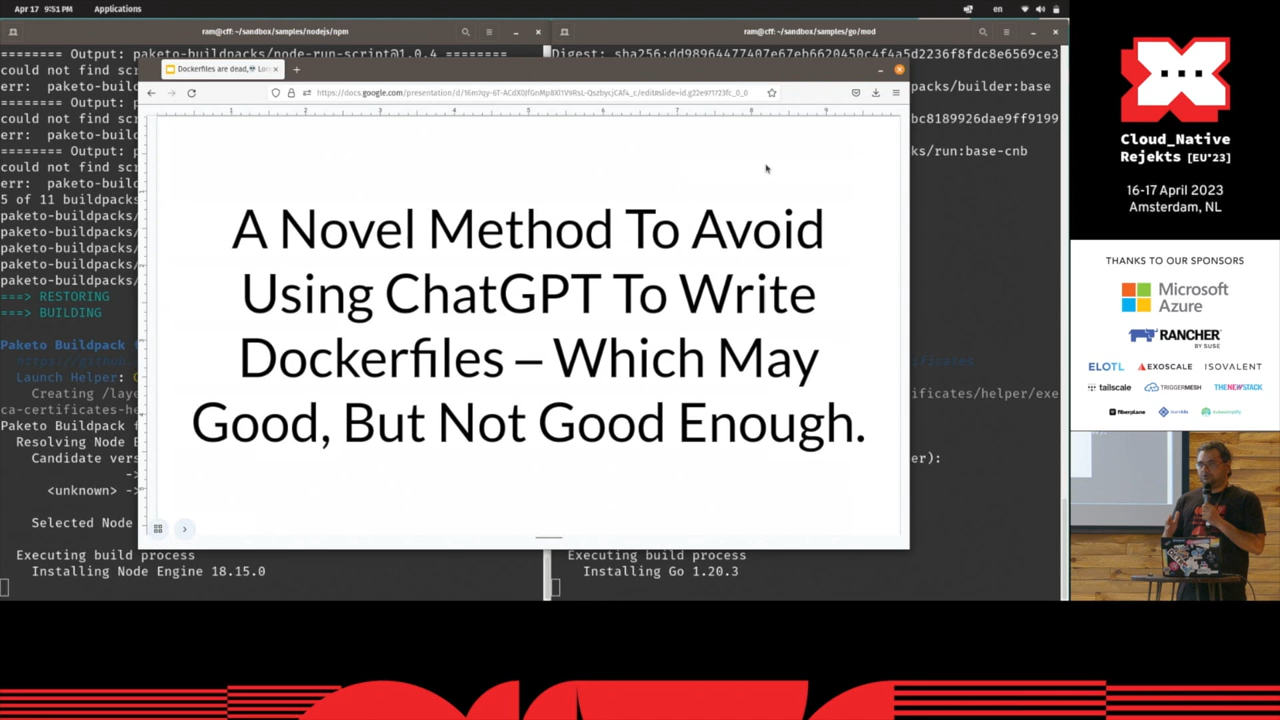 Apr 17 9:51 PM Applications
en
ram@cff: ~/sandbox/samples/nodejs/npm
ram@cff: ~/sandbox/samples/go/mod
======== Output: paketo-buildpacks/node-run-script@1.0.4 ========
could not find scr
err: paketo-buildp
======== Output: p
could not find scr
err: paketo-buildp
======== Output: p
could not find scr
err: paketo-buildp
5 of 11 buildpacks
paketo-buildpacks/
paketo-buildpacks/
paketo-buildpacks/
paketo-buildpacks/
paketo-buildpacks/
===> RESTORING
===> BUILDING
Paketo Buildpack f
Launch Helper:
Creating /laye
ca-certificates-he
Paketo Buildpack f
Resolving Node E
Candidate vers
->
<unknown> ->
Selected Node
Executing build process
Installing Node Engine 18.15.0
Digest: sha256:dd98964477407e67eb6620450c4f4a5d2236f8fdc8e6569ce3
acks/builder:base
bc8189926dae9ff9199
ks/run:base-cnb
ificates
ificates/helper/exe
er):
Executing build process
Installing Go 1.20.3
Dockerfiles are dead,
A Novel Method To Avoid
Using ChatGPT To Write
Dockerfiles – Which May
Good, But Not Good Enough.
Cloud_Native
Rejekts [EU'23]
16-17 April 2023
Amsterdam, NL
THANKS TO OUR SPONSORS
Microsoft
Azure
RANCHER
BY SUSE
ELOTL EXOSCALE ISOVALENT
tailscale TRIGGERMESH THENEWSTACK
fiberplane